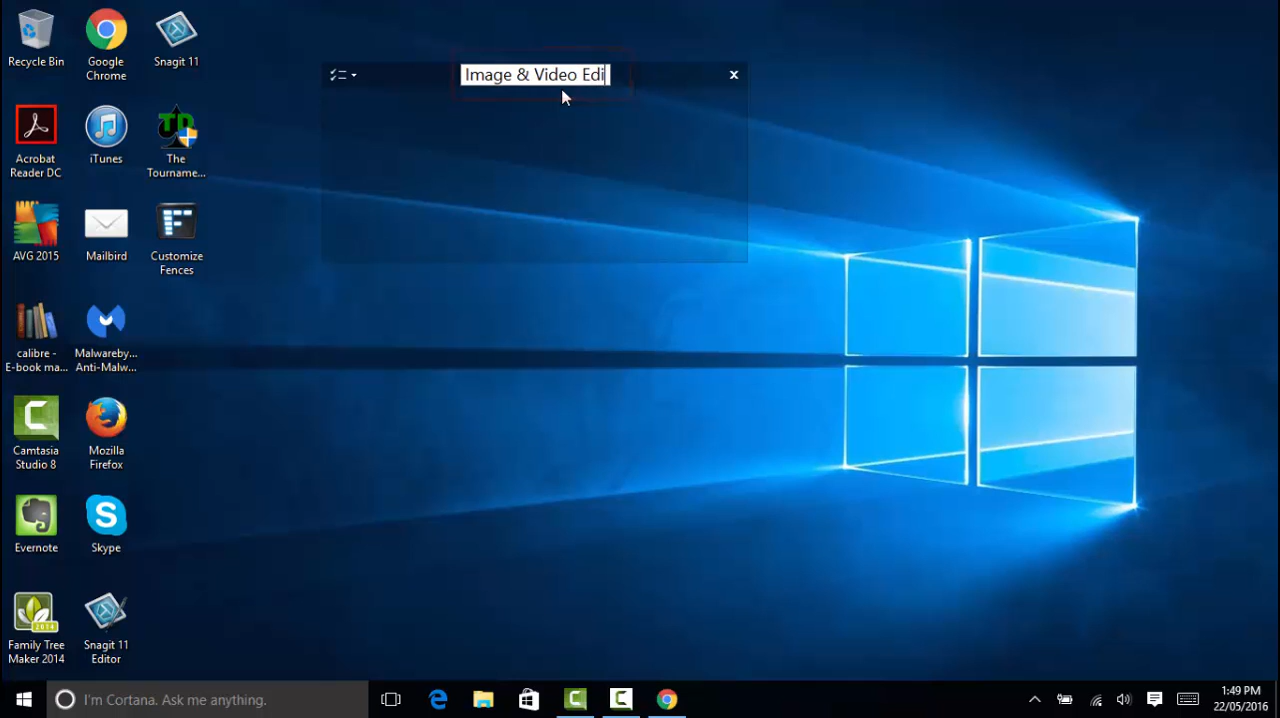 Recycle Bin
Google
Chrome
Snagit 11
Image & Video Edi
Acrobat
Reader DC
iTunes
The
Tourname...
AVG 2015
Mailbird
Customize
Fences
calibre -
E-book ma...
Malwareby...
Anti-Malw...
Camtasia
Studio 8
Mozilla
Firefox
Evernote
Skype
Family Tree
Maker 2014
Snagit 11
Editor
I'm Cortana. Ask me anything.
1:49 PM
22/05/2016